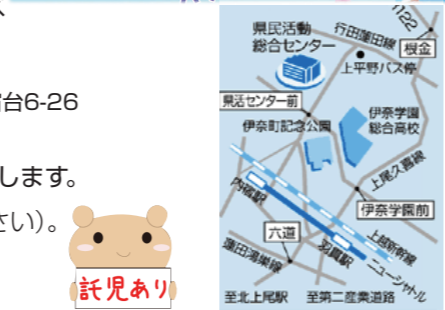 台6-26
します。
さい)。
託児あり
県民活動
総合センター
行田蓮田線
122
根金
上平野バス停
県活センター前
伊奈町記念公園
伊奈学園
総合高校
上尾久喜線
内宿駅
伊奈学園前
六道
羽貫駅
上越新幹線
ニューシャトル
蓮田鴻巣線
至北上尾駅
至第二産業道路